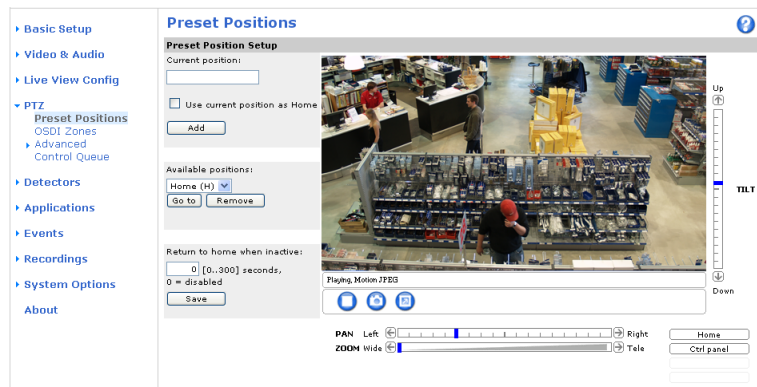 Basic Setup
Video & Audio
Live View Config
PTZ
Preset Positions
OSDI Zones
Advanced
Control Queue
Detectors
Applications
Events
Recordings
System Options
About
Preset Positions
?
Preset Position Setup
Current position:
Use current position as Home
Add
Available positions:
Home (H)
Go to Remove
Return to home when inactive:
0 [0..300] seconds,
0 = disabled
Save
Up
TILT
Down
Playing, Motion JPEG
PAN Left Right
ZOOM Wide Tele
Home
Ctrl panel